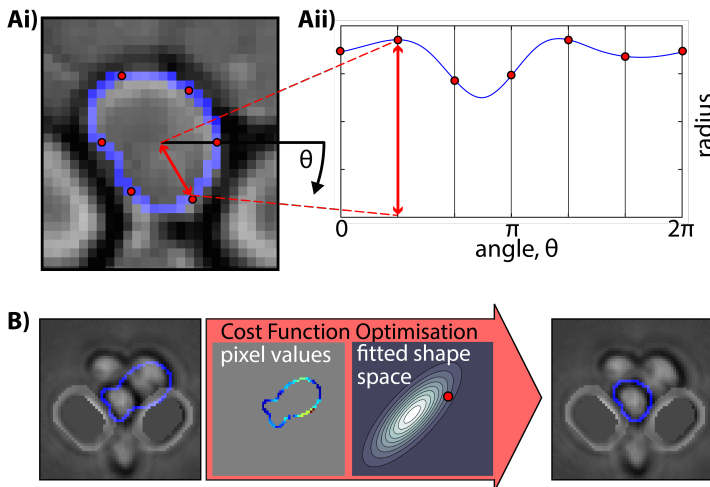 Ai)
Aii)
θ
radius
0
π
2π
angle, θ
B)
Cost Function Optimisation
pixel values
fitted shape
space